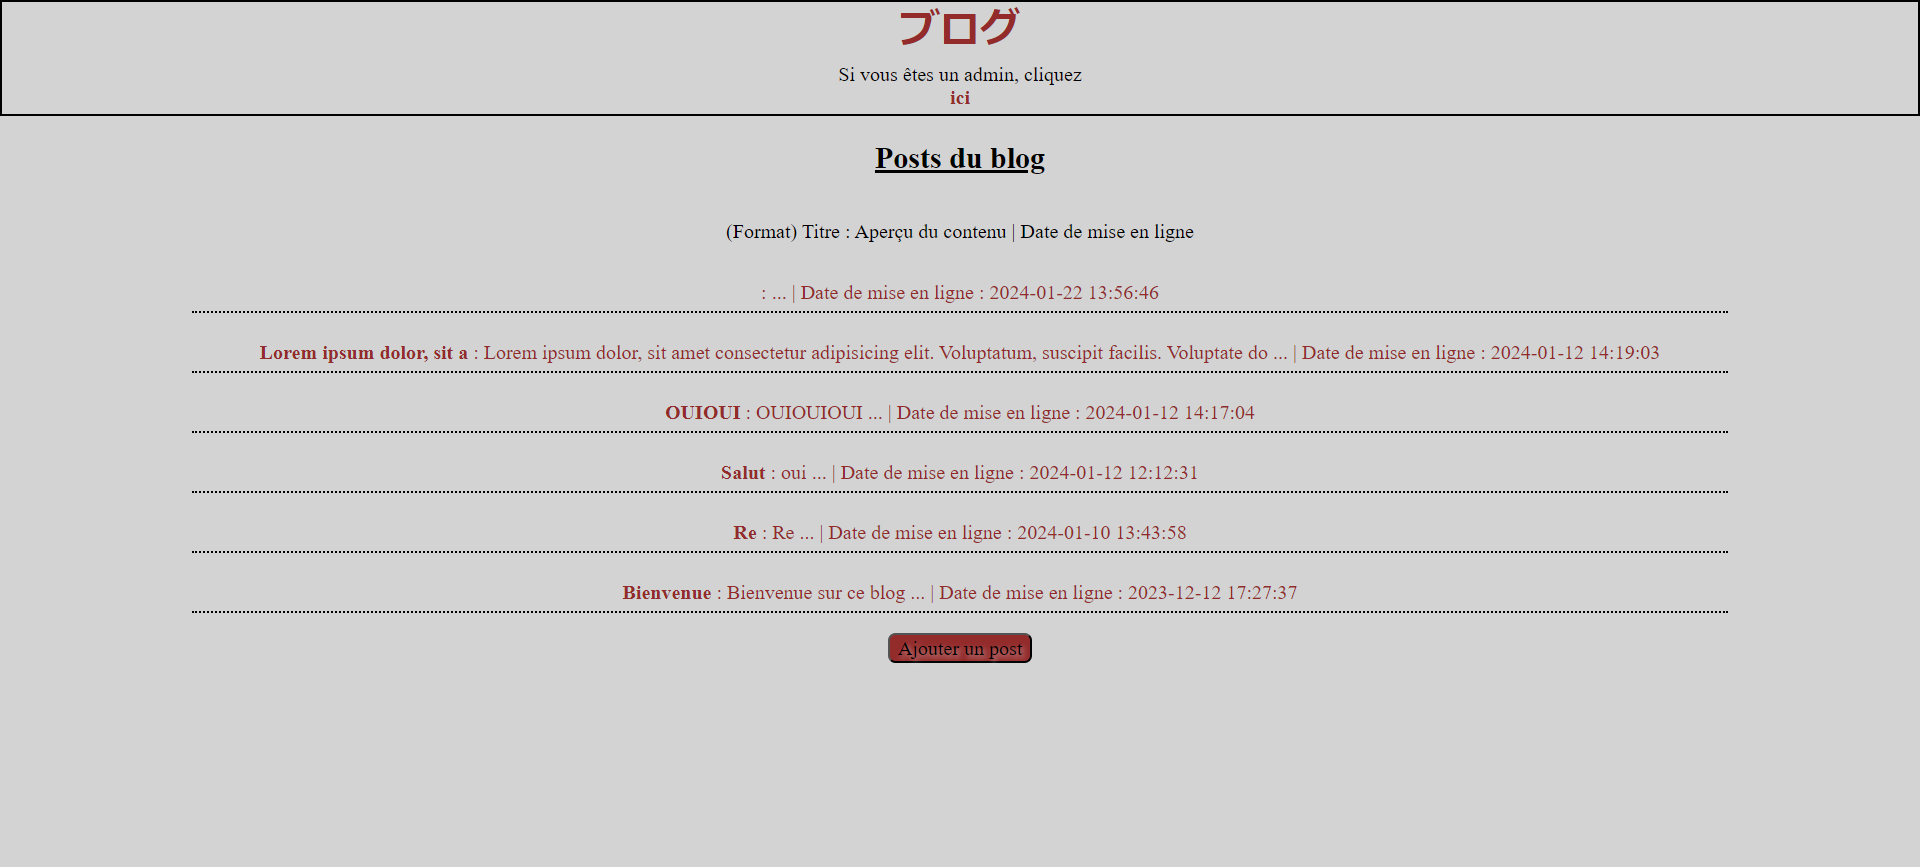 ブログ
Si vous êtes un admin, cliquez
ici
Posts du blog
(Format) Titre : Aperçu du contenu | Date de mise en ligne
: ... | Date de mise en ligne : 2024-01-22 13:56:46
Lorem ipsum dolor, sit a : Lorem ipsum dolor, sit amet consectetur adipisicing elit. Voluptatum, suscipit facilis. Voluptate do ... | Date de mise en ligne : 2024-01-12 14:19:03
OUIOUI : OUIOUIOUI ... | Date de mise en ligne : 2024-01-12 14:17:04
Salut : oui ... | Date de mise en ligne : 2024-01-12 12:12:31
Re : Re ... | Date de mise en ligne : 2024-01-10 13:43:58
Bienvenue : Bienvenue sur ce blog ... | Date de mise en ligne : 2023-12-12 17:27:37
Ajouter un post